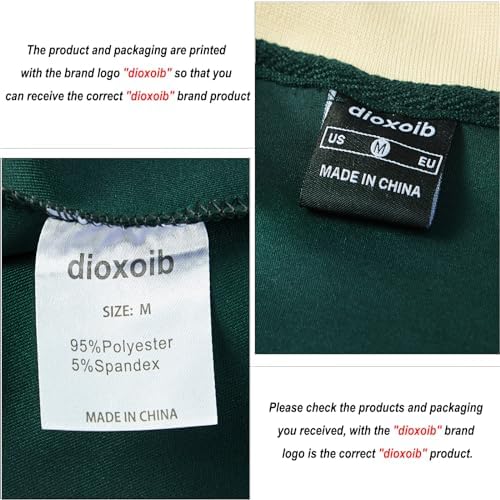 The product and packaging are printed
with the brand logo "dioxoib" so that you
can receive the correct "dioxoib" brand product
dioxoib
US M EU
MADE IN CHINA
dioxoib
SIZE: M
95%Polyester
5%Spandex
MADE IN CHINA
Please check the products and packaging
you received, with the "dioxoib" brand
logo is the correct "dioxoib" product.